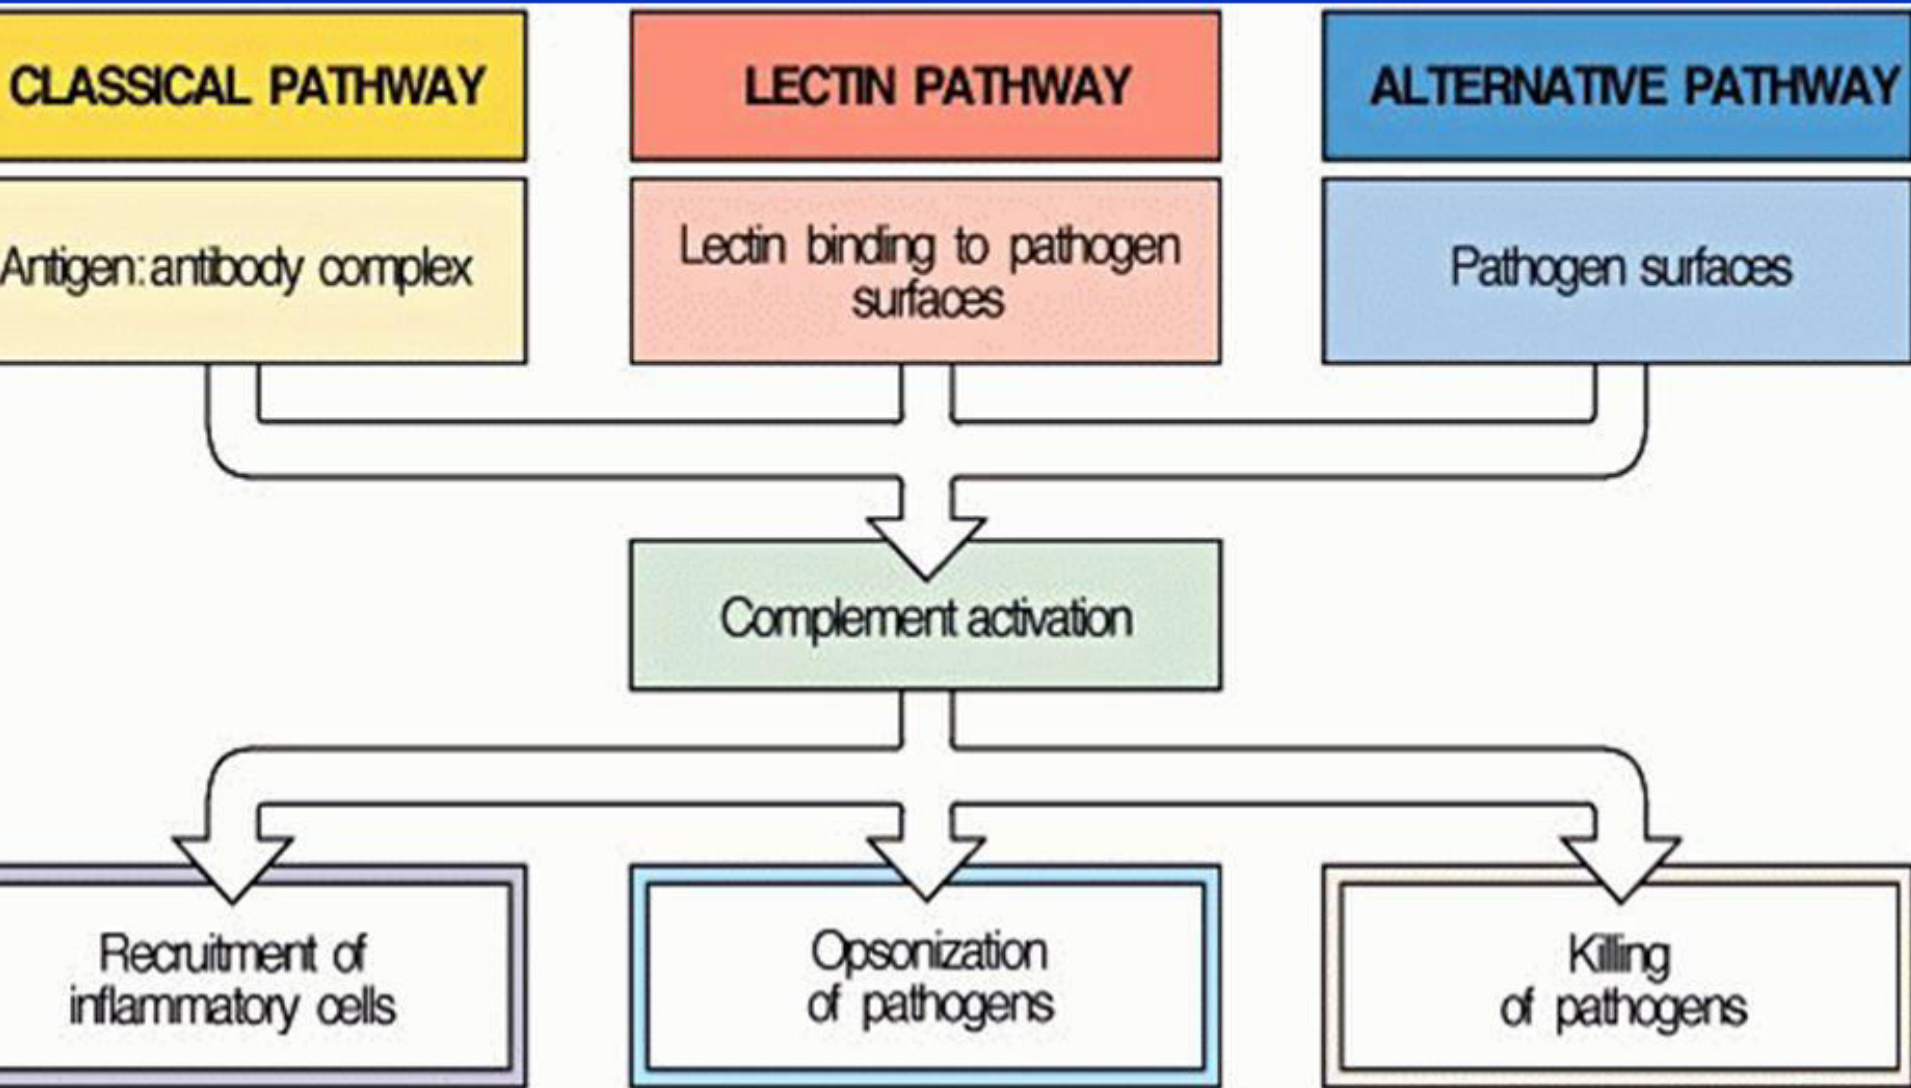 CLASSICAL PATHWAY
LECTIN PATHWAY
ALTERNATIVE PATHWAY
Antigen:antibody complex
Lectin binding to pathogen
surfaces
Pathogen surfaces
Complement activation
Recruitment of
inflammatory cells
Opsonization
of pathogens
Killing
of pathogens